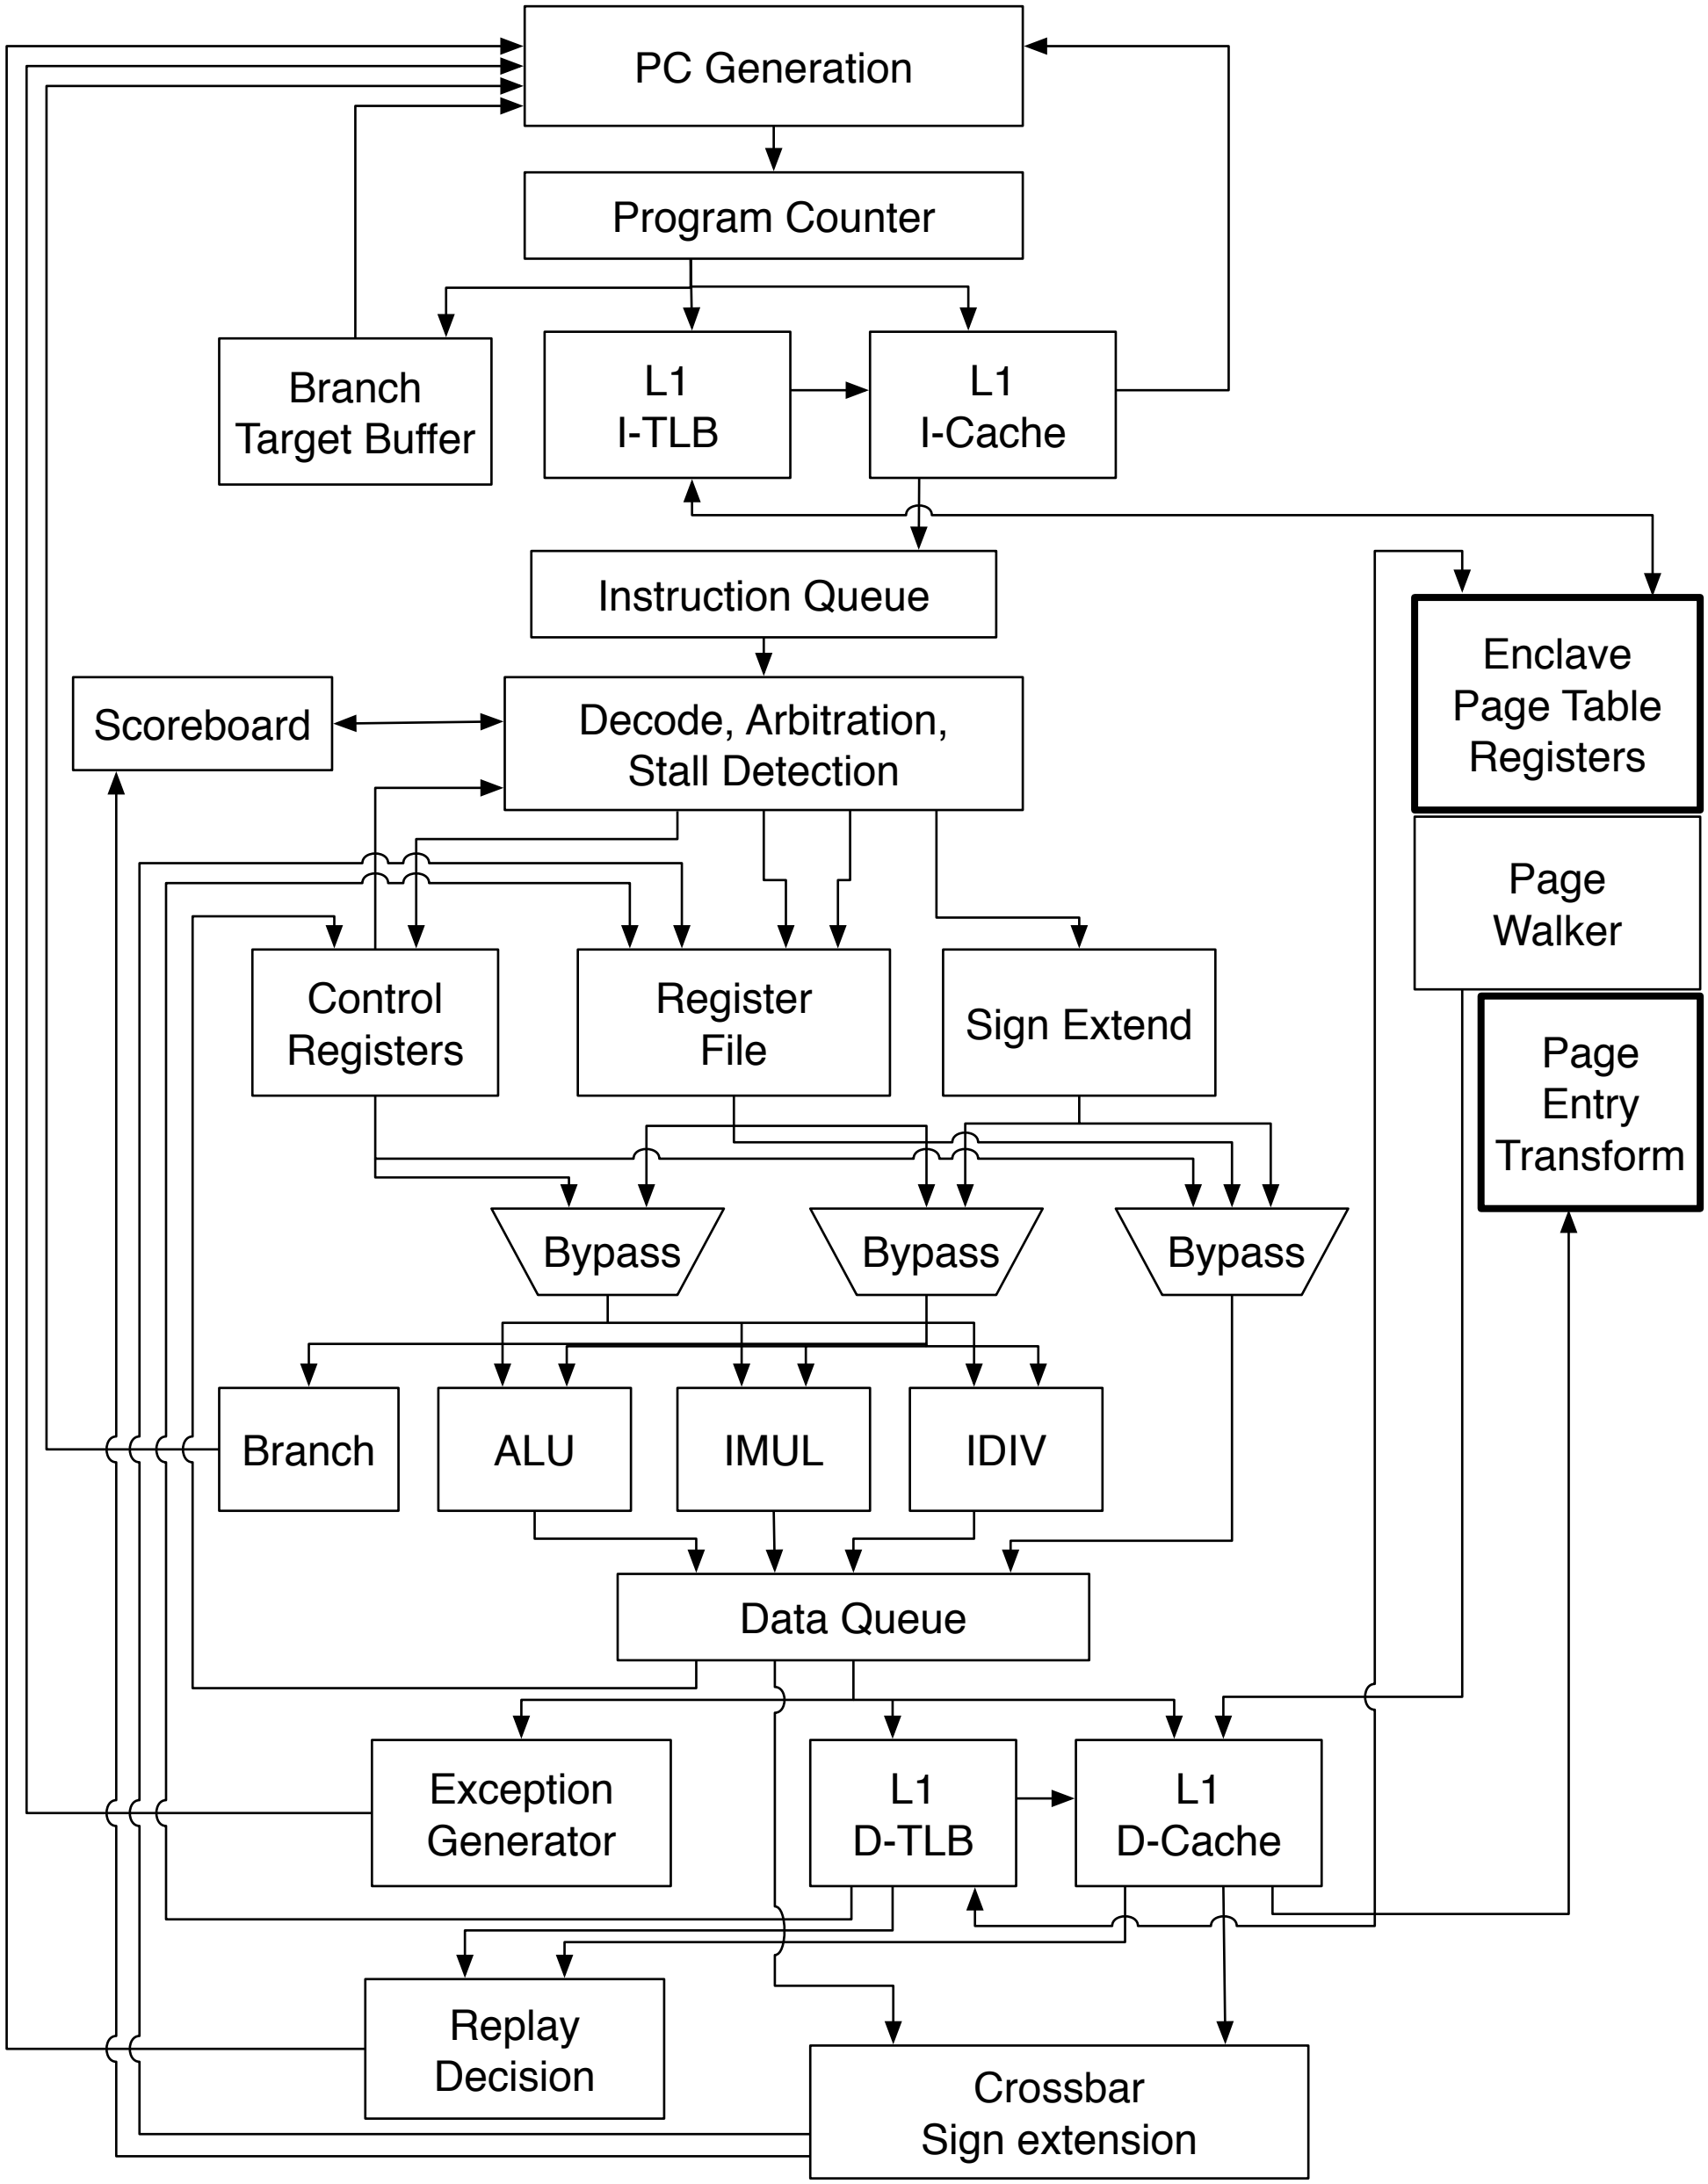 PC Generation
Program Counter
Branch
Target Buffer
L1
I-TLB
L1
I-Cache
Instruction Queue
Enclave
Page Table
Registers
Scoreboard
Decode, Arbitration,
Stall Detection
Page
Walker
Control
Registers
Register
File
Sign Extend
Page
Entry
Transform
Bypass
Bypass
Bypass
Branch
ALU
IMUL
IDIV
Data Queue
Exception
Generator
L1
D-TLB
L1
D-Cache
Replay
Decision
Crossbar
Sign extension